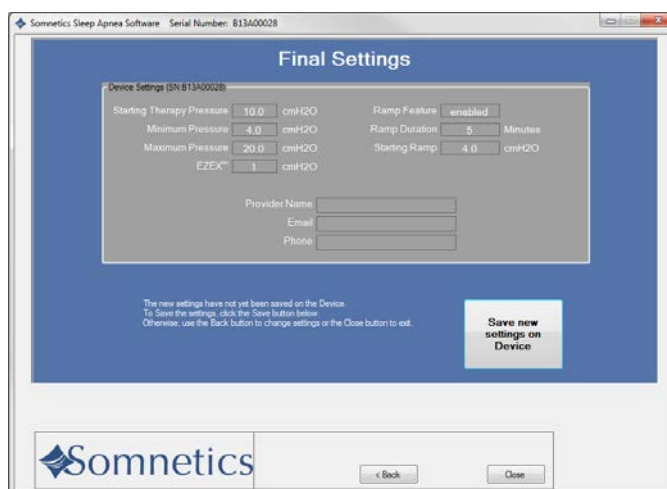 Somnetics Sleep Apnea Software Serial Number: B13A00028
Final Settings
Device Settings (SN:B13A00028)
Starting Therapy Pressure 10.0 cmH2O Ramp Feature enabled
Minimum Pressure 4.0 cmH2O Ramp Duration 5 Minutes
Maximum Pressure 20.0 cmH2O Starting Ramp 4.0 cmH2O
EZEX™ 1 cmH2O
Provider Name
Email
Phone
The new settings have not yet been saved on the Device.
To Save the settings, click the Save button below.
Otherwise, use the Back button to change settings or the Close button to exit.
Save new
settings on
Device
Somnetics
< Back Close